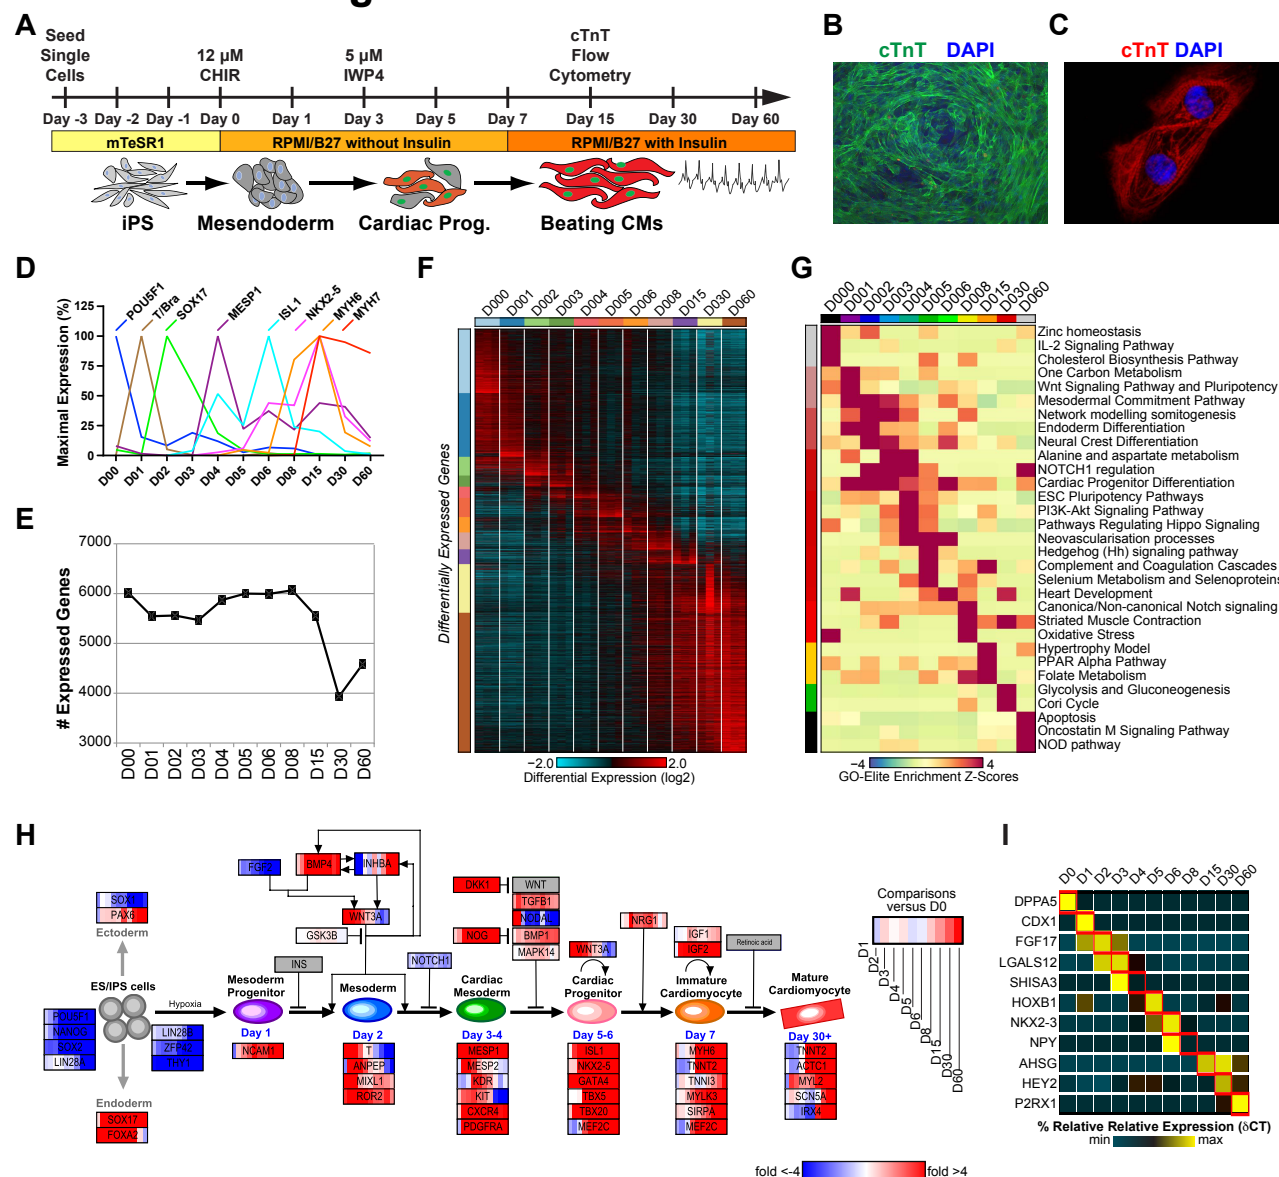 A
Seed
Single
Cells
12 µM
CHIR
5 µM
IWP4
cTnT
Flow
Cytometry
Day -3 Day -2 Day -1 Day 0 Day 1 Day 3 Day 5 Day 7 Day 15 Day 30 Day 60
mTeSR1 RPMI/B27 without Insulin RPMI/B27 with Insulin
iPS Mesendoderm Cardiac Prog. Beating CMs
B
cTnT DAPI
C
cTnT DAPI
D
POU5F1 T/Bra SOX17 MESP1 ISL1 NKX2-5 MYH6 MYH7
Maximal Expression (%)
125
100
75
50
25
0
D00 D01 D02 D03 D04 D05 D06 D08 D15 D30 D60
E
# Expressed Genes
7000
6000
5000
4000
3000
D00 D01 D02 D03 D04 D05 D06 D08 D15 D30 D60
F
D000 D001 D002 D003 D004 D005 D006 D008 D015 D030 D060
Differentially Expressed Genes
−2.0 2.0
Differential Expression (log2)
G
D000 D001 D002 D003 D004 D005 D006 D008 D015 D030 D060
Zinc homeostasis
IL-2 Signaling Pathway
Cholesterol Biosynthesis Pathway
One Carbon Metabolism
Wnt Signaling Pathway and Pluripotency
Mesodermal Commitment Pathway
Network modelling somitogenesis
Endoderm Differentiation
Neural Crest Differentiation
Alanine and aspartate metabolism
NOTCH1 regulation
Cardiac Progenitor Differentiation
ESC Pluripotency Pathways
PI3K-Akt Signaling Pathway
Pathways Regulating Hippo Signaling
Neovascularisation processes
Hedgehog (Hh) signaling pathway
Complement and Coagulation Cascades
Selenium Metabolism and Selenoproteins
Heart Development
Canonica/Non-canonical Notch signaling
Striated Muscle Contraction
Oxidative Stress
Hypertrophy Model
PPAR Alpha Pathway
Folate Metabolism
Glycolysis and Gluconeogenesis
Cori Cycle
Apoptosis
Oncostatin M Signaling Pathway
NOD pathway
−4 4
GO-Elite Enrichment Z-Scores
H
FGF2 BMP4 INHBA
WNT3A
GSK3B
INS
NOTCH1
DKK1 WNT
TGFB1
NODAL
NOG BMP1
MAPK14
WNT3A
NRG1
IGF1
IGF2
Retinoic acid
Comparisons
versus D0
D1
D2
D3
D4
D5
D6
D8
D15
D30
D60
PAX6
Ectoderm
ES/IPS cells
Hypoxia
POU5F1
NANOG
SOX2
LIN28A
ZFP42
THY1
Endoderm
SOX17
FOXA2
Mesoderm
Progenitor
Day 1
NCAM1
Mesoderm
Day 2
T
ANPEP
MIXL1
ROR2
Cardiac
Mesoderm
Day 3-4
MESP1
MESP2
KDR
KIT
CXCR4
PDGFRA
Cardiac
Progenitor
Day 5-6
ISL1
NKX2-5
GATA4
TBX5
TBX20
MEF2C
Immature
Cardiomyocyte
Day 7
MYH6
TNNT2
TNNI3
MYLK3
SIRPA
MEF2C
Mature
Cardiomyocyte
Day 30+
TNNT2
ACTC1
MYL2
SCN5A
IRX4
fold <-4 fold >4
I
D0 D1 D2 D3 D4 D5 D6 D8 D15 D30 D60
DPPA5
CDX1
FGF17
LGALS12
SHISA3
HOXB1
NKX2-3
NPY
AHSG
HEY2
P2RX1
% Relative Relative Expression (δCT)
min max